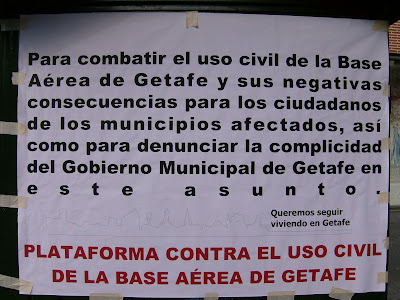 Para combatir el uso civil de la Base
Aérea de Getafe y sus negativas
consecuencias para los ciudadanos
de los municipios afectados, así
como para denunciar la complicidad
del Gobierno Municipal de Getafe en
este asunto.
Queremos seguir
viviendo en Getafe
PLATAFORMA CONTRA EL USO CIVIL
DE LA BASE AÉREA DE GETAFE